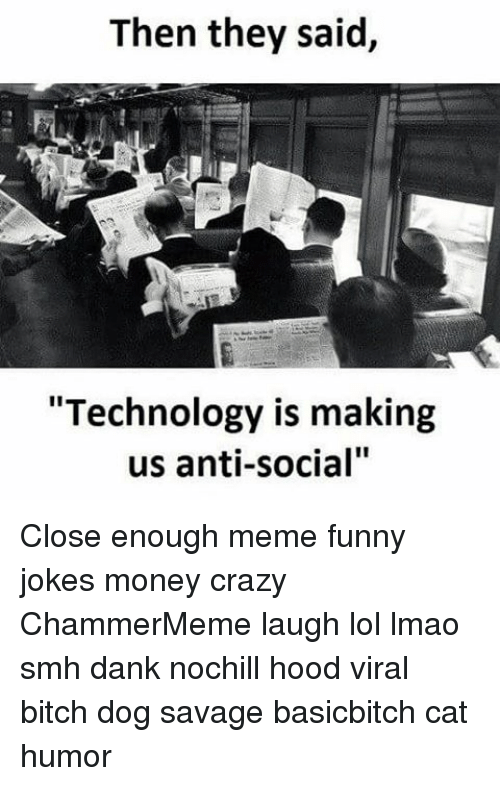 Then they said,
"Technology is making
us anti-social"
Close enough meme funny
jokes money crazy
ChammerMeme laugh lol lmao
smh dank nochill hood viral
bitch dog savage basicbitch cat
humor